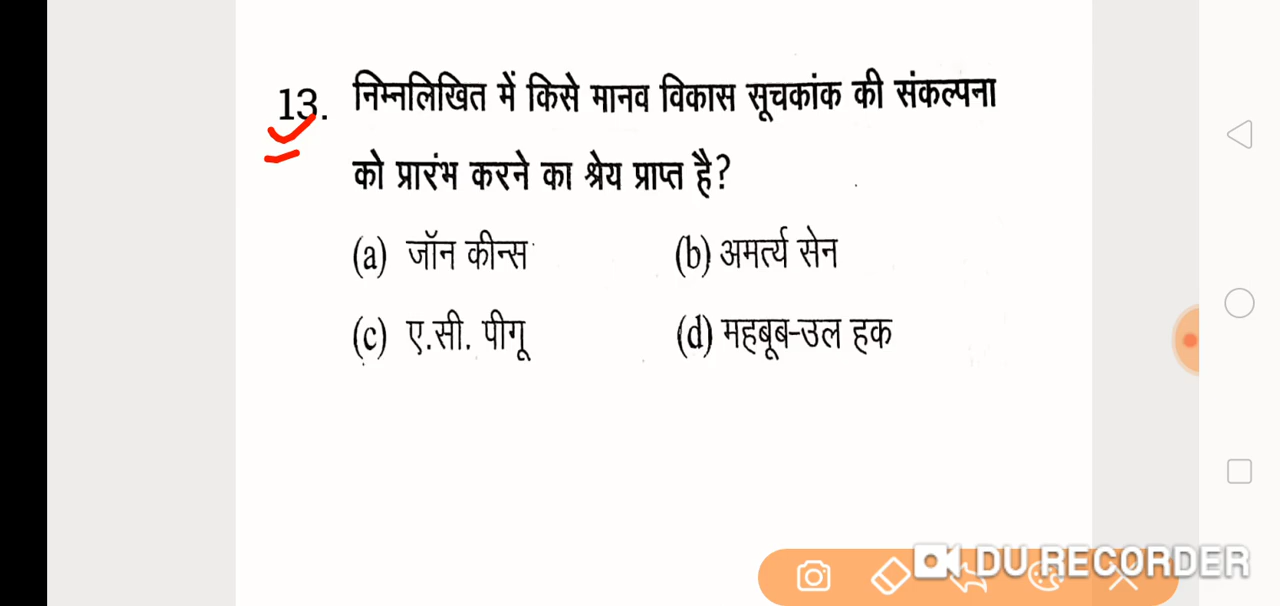 13. निम्नलिखित में किसे मानव विकास सूचकांक की संकल्पना
को प्रारंभ करने का श्रेय प्राप्त है?
(a) जॉन कीन्स (b) अमर्त्य सेन
(c) ए.सी. पीगू (d) महबूब-उल हक
DU RECORDER